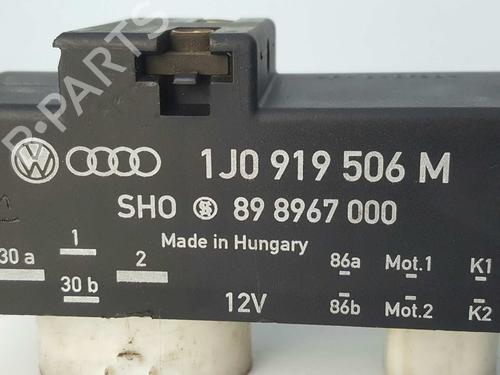 B-PARTS
1J0 919 506 M
SHO 89 8967 000
Made in Hungary
30 a 1 2 86a Mot.1 K1
30 b 12V 86b Mot.2 K2